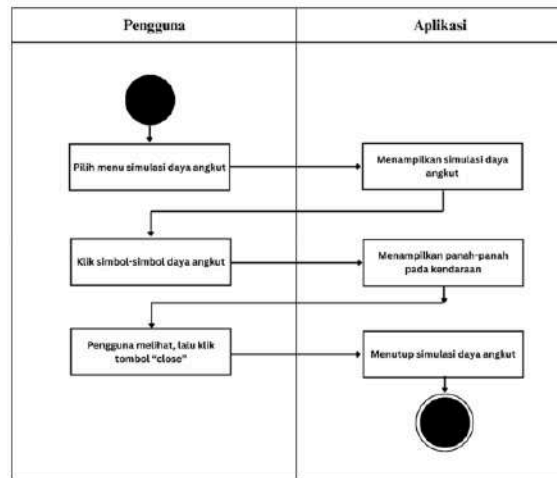 Pengguna
Aplikasi
Pilih menu simulasi daya angkut
Menampilkan simulasi daya
angkut
Klik simbol-simbol daya angkut
Menampilkan panah-panah
pada kendaraan
Pengguna melihat, lalu klik
tombol “close”
Menutup simulasi daya angkut